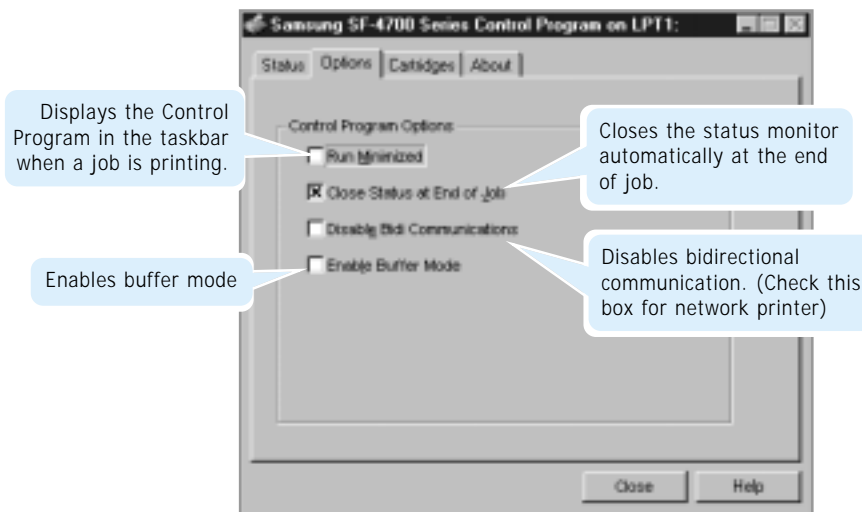 Samsung SF-4700 Series Control Program on LPT1:
Status Options Cartridges About
Displays the Control
Program in the taskbar
when a job is printing.
Control Program Options
Run Minimized
Closes the status monitor
automatically at the end
of job.
Close Status at End of Job
Disable Bidi Communications
Disables bidirectional
communication. (Check this
box for network printer)
Enables buffer mode
Enable Buffer Mode
Close Help